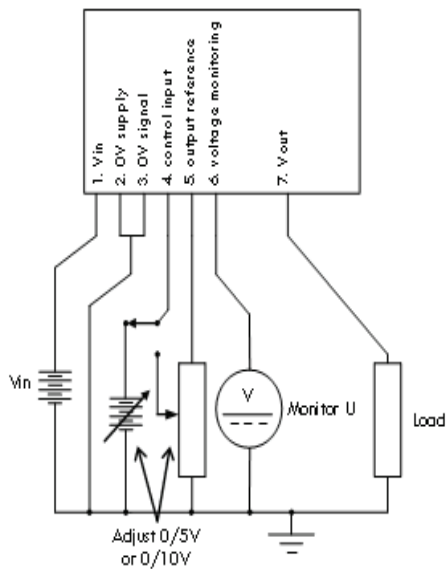 1. Vin
2. 0V supply
3. 0V signal
4. control input
5. output reference
6. voltage monitoring
7. Vout
Vin
V
Monitor U
Load
Adjust 0/5V
or 0/10V